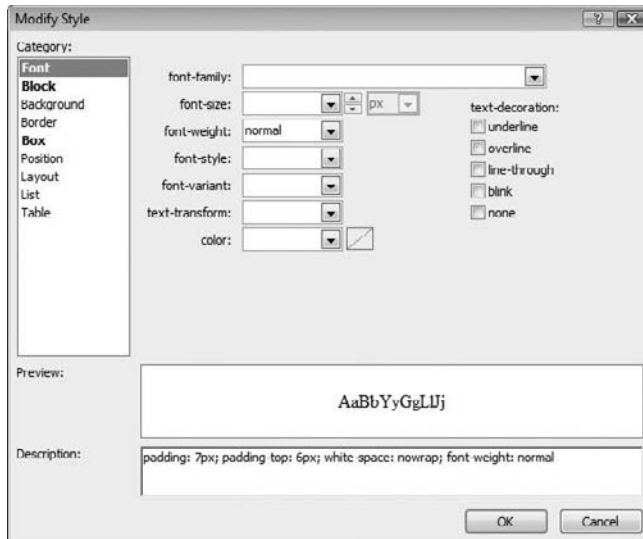 Modify Style
Category:
Font
Block
Background
Border
Box
Position
Layout
List
Table
font-family:
font-size:
px
font-weight:
normal
font-style:
font-variant:
text-transform:
color:
text-decoration:
underline
overline
line-through
blink
none
Preview:
AaBbYyGgLlJj
Description:
padding: 7px; padding-top: 6px; white-space: nowrap; font-weight: normal
OK
Cancel